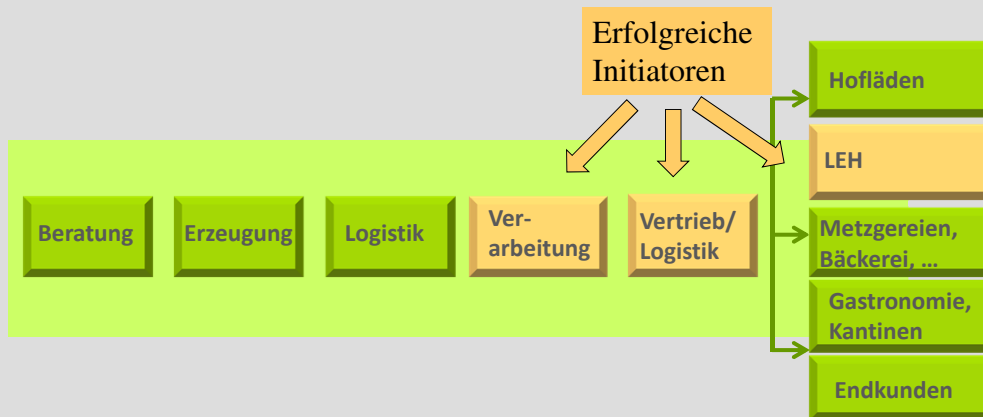 Erfolgreiche
Initiatoren
Beratung
Erzeugung
Logistik
Ver-
arbeitung
Vertrieb/
Logistik
Hofläden
LEH
Metzgereien,
Bäckerei, ...
Gastronomie,
Kantinen
Endkunden